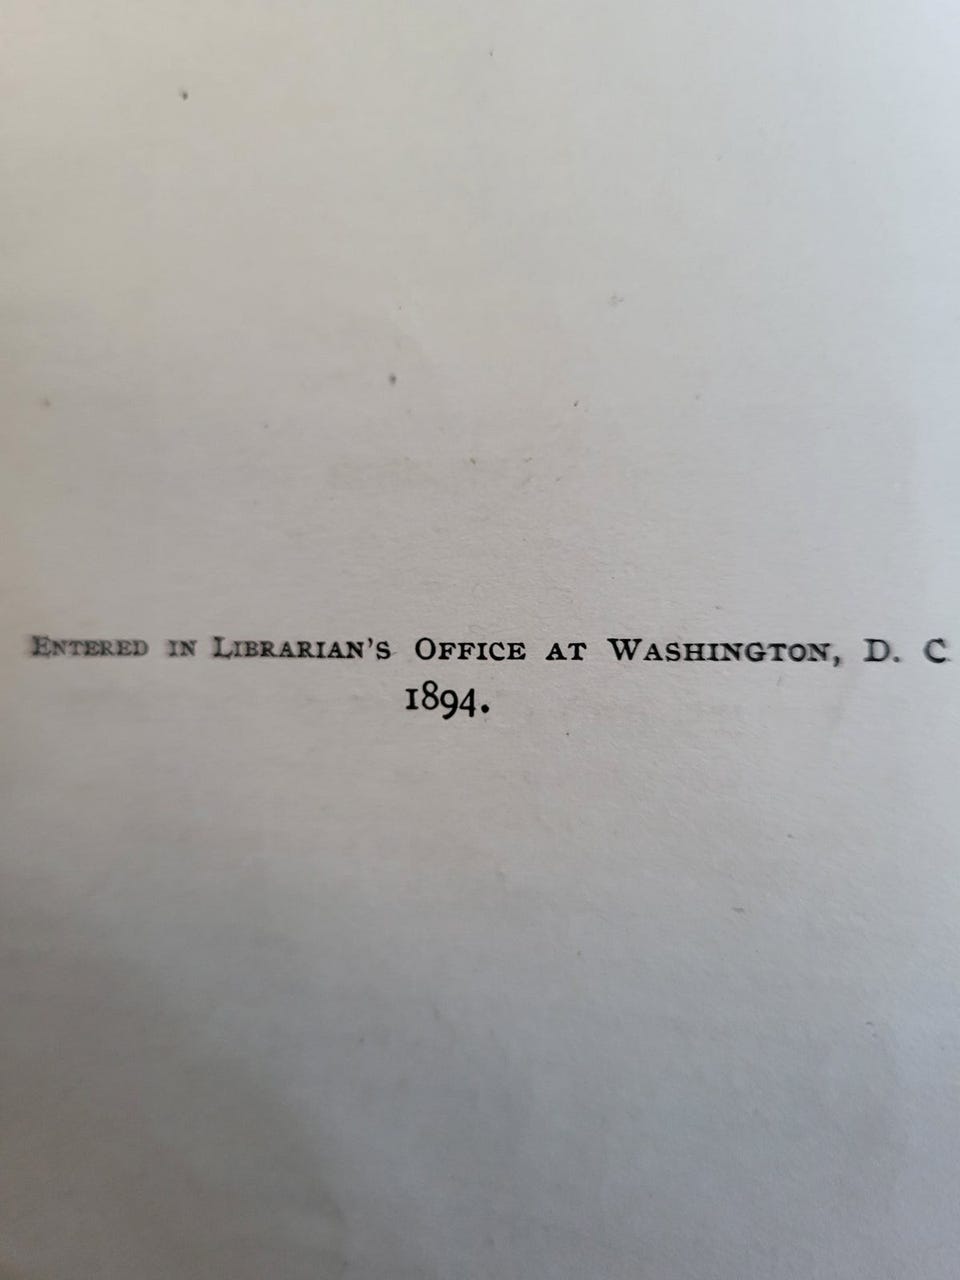 Entered in Librarian's Office at Washington, D. C
1894.